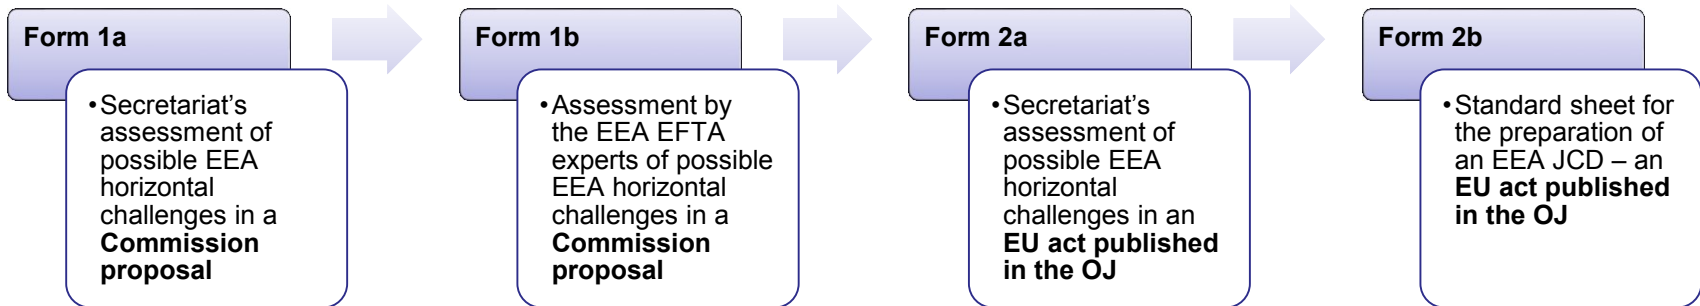 Form 1a
•Secretariat's
assessment of
possible EEA
horizontal
challenges in a
Commission
proposal
Form 1b
•Assessment by
the EEA EFTA
experts of possible
EEA horizontal
challenges in a
Commission
proposal
Form 2a
•Secretariat's
assessment of
possible EEA
horizontal
challenges in an
EU act published
in the OJ
Form 2b
•Standard sheet for
the preparation of
an EEA JCD – an
EU act published
in the OJ